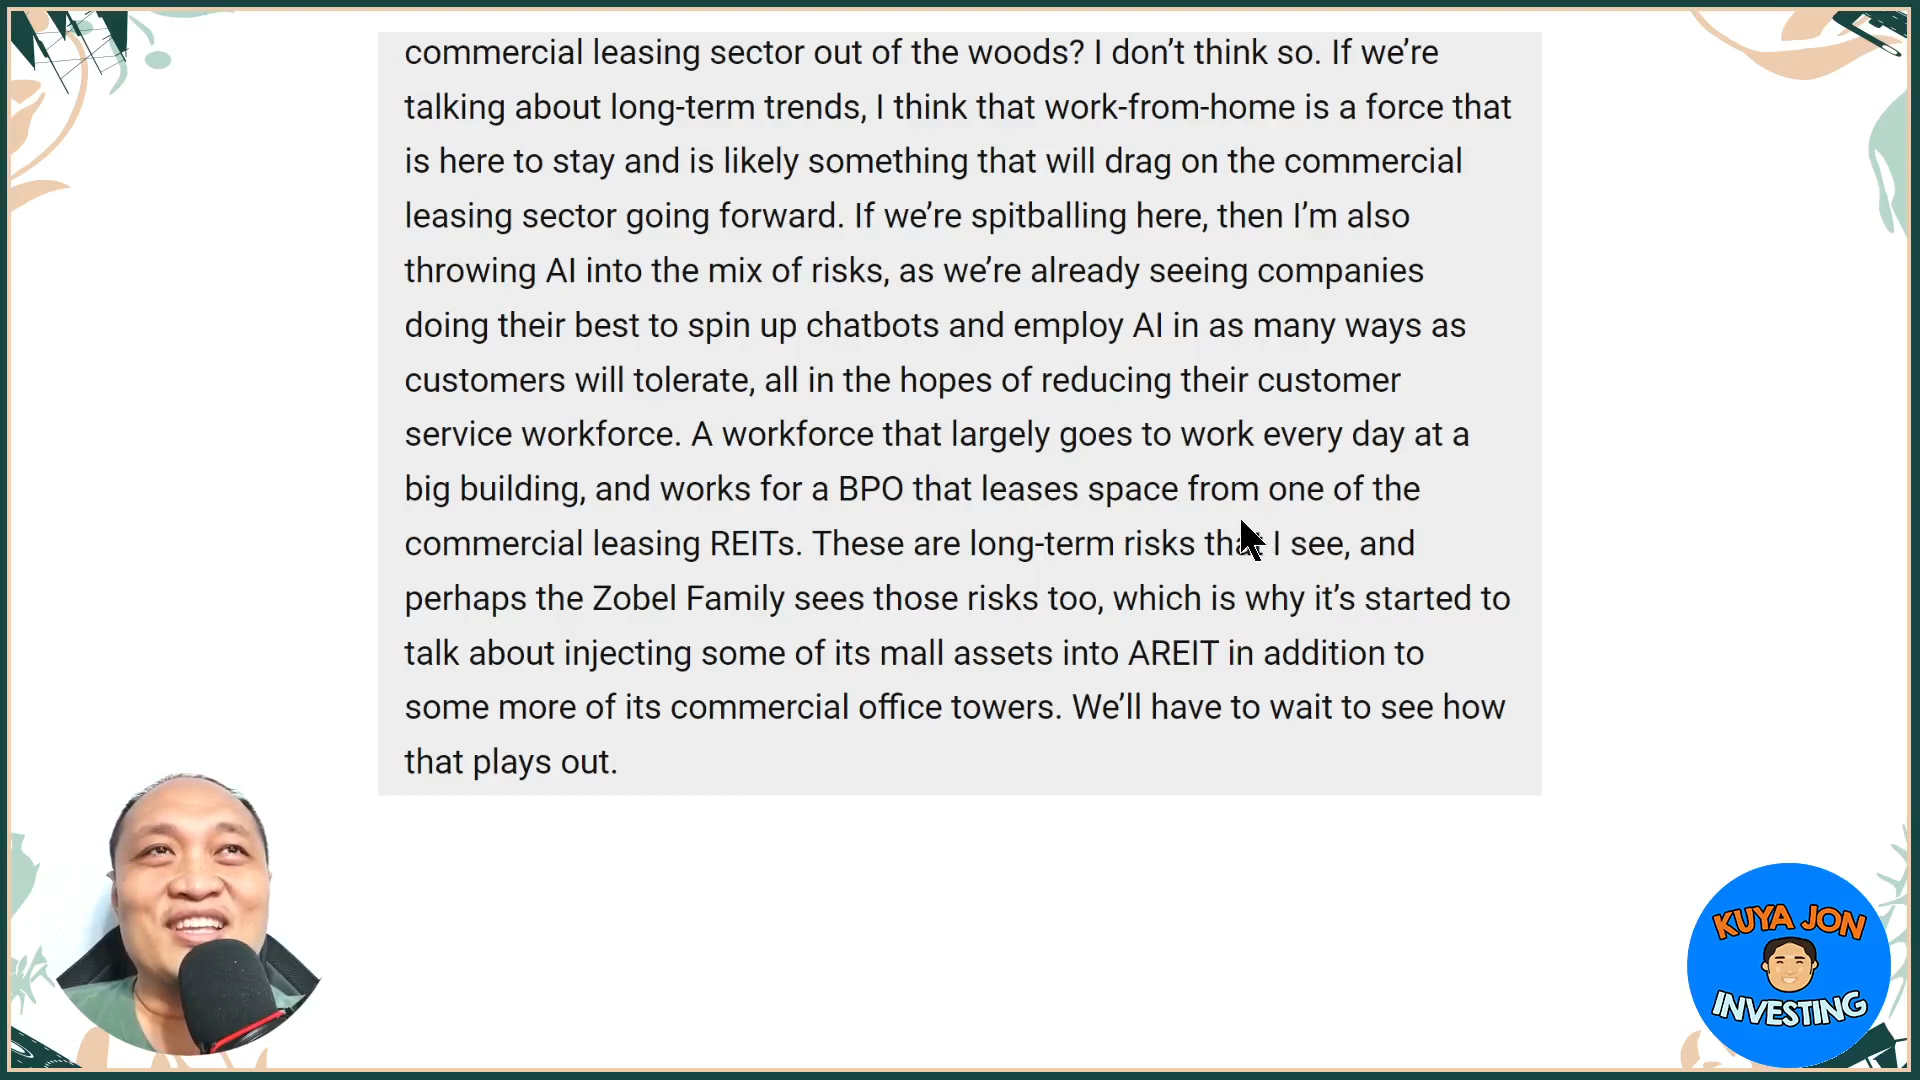 commercial leasing sector out of the woods? I don’t think so. If we’re
talking about long-term trends, I think that work-from-home is a force that
is here to stay and is likely something that will drag on the commercial
leasing sector going forward. If we’re spitballing here, then I’m also
throwing AI into the mix of risks, as we’re already seeing companies
doing their best to spin up chatbots and employ AI in as many ways as
customers will tolerate, all in the hopes of reducing their customer
service workforce. A workforce that largely goes to work every day at a
big building, and works for a BPO that leases space from one of the
commercial leasing REITs. These are long-term risks that I see, and
perhaps the Zobel Family sees those risks too, which is why it’s started to
talk about injecting some of its mall assets into AREIT in addition to
some more of its commercial office towers. We’ll have to wait to see how
that plays out.
KUYA JON
INVESTING